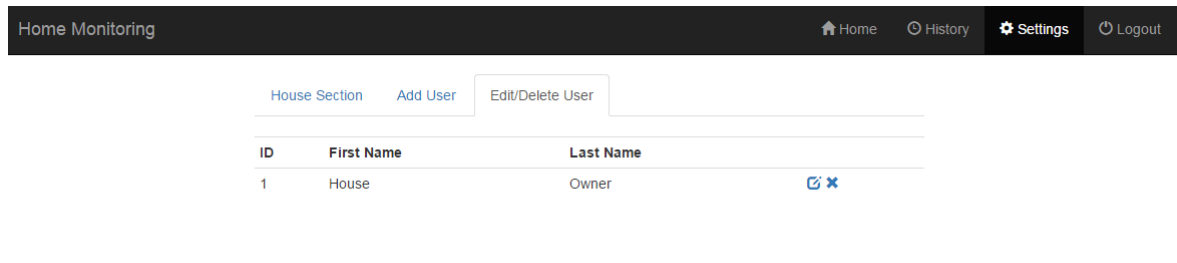 Home Monitoring Home History Settings Logout
House Section Add User Edit/Delete User
ID First Name Last Name
1 House Owner